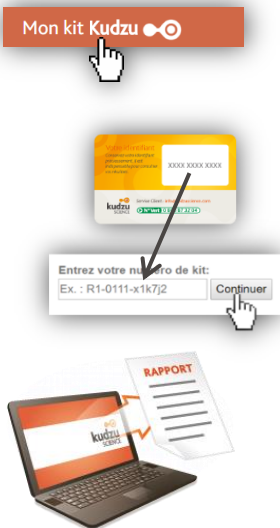 Mon kit Kudzu
Votre identifiant
XXXX XXXX XXXX
kudzu
SCIENCE
Service Client
N°Vert
Entrez votre numéro de kit:
Ex. : R1-0111-x1k7j2
Continuer
RAPPORT
kudzu
SCIENCE